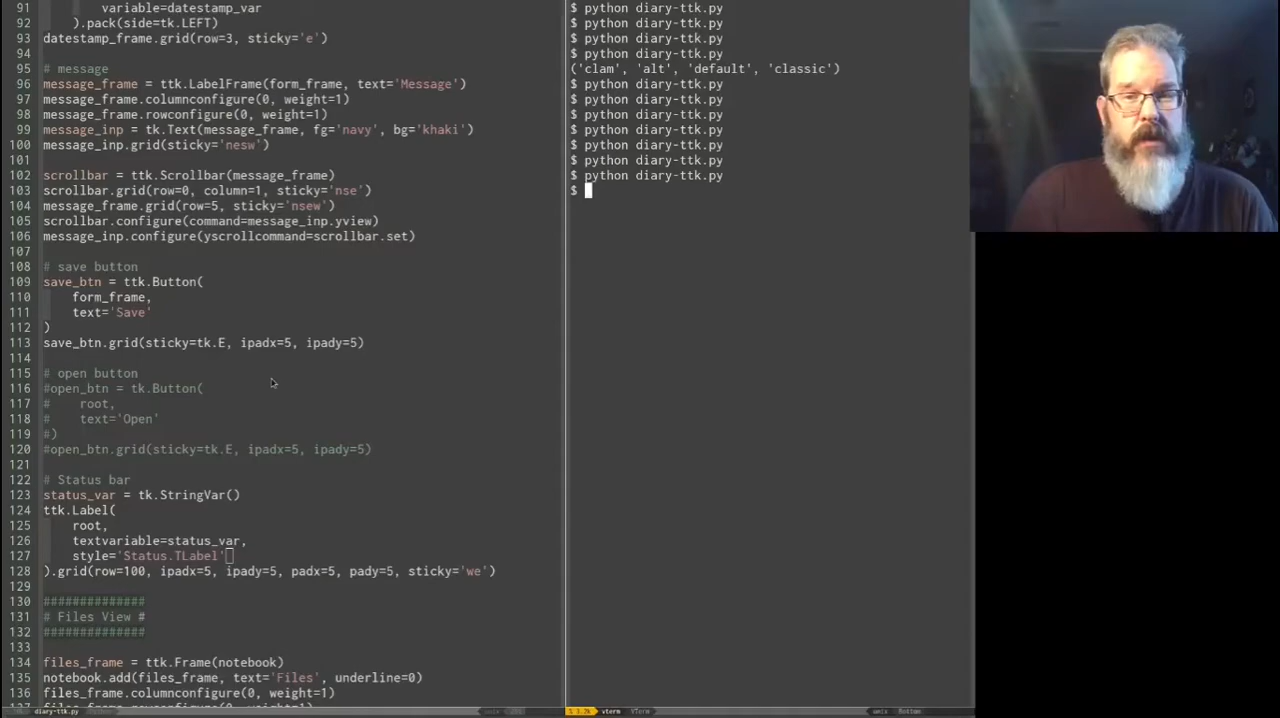 91         variable=datestamp_var
92     ).pack(side=tk.LEFT)
93 datestamp_frame.grid(row=3, sticky='e')
94
95 # message
96 message_frame = ttk.LabelFrame(form_frame, text='Message')
97 message_frame.columnconfigure(0, weight=1)
98 message_frame.rowconfigure(0, weight=1)
99 message_inp = tk.Text(message_frame, fg='navy', bg='khaki')
100 message_inp.grid(sticky='nesw')
101
102 scrollbar = ttk.Scrollbar(message_frame)
103 scrollbar.grid(row=0, column=1, sticky='nse')
104 message_frame.grid(row=5, sticky='nsew')
105 scrollbar.configure(command=message_inp.yview)
106 message_inp.configure(yscrollcommand=scrollbar.set)
107
108 # save button
109 save_btn = ttk.Button(
110     form_frame,
111     text='Save'
112 )
113 save_btn.grid(sticky=tk.E, ipadx=5, ipady=5)
114
115 # open button
116 #open_btn = tk.Button(
117 #    root,
118 #    text='Open'
119 #)
120 #open_btn.grid(sticky=tk.E, ipadx=5, ipady=5)
121
122 # Status bar
123 status_var = tk.StringVar()
124 ttk.Label(
125     root,
126     textvariable=status_var,
127     style='Status.TLabel'
128 ).grid(row=100, ipadx=5, ipady=5, padx=5, pady=5, sticky='we')
129
130 ##############
131 # Files View #
132 ##############
133
134 files_frame = ttk.Frame(notebook)
135 notebook.add(files_frame, text='Files', underline=0)
136 files_frame.columnconfigure(0, weight=1)
diary-ttk.py
$ python diary-ttk.py
$ python diary-ttk.py
$ python diary-ttk.py
$ python diary-ttk.py
('clam', 'alt', 'default', 'classic')
$ python diary-ttk.py
$ python diary-ttk.py
$ python diary-ttk.py
$ python diary-ttk.py
$ python diary-ttk.py
$ python diary-ttk.py
$ python diary-ttk.py
$
vterm VTerm unix Bottom